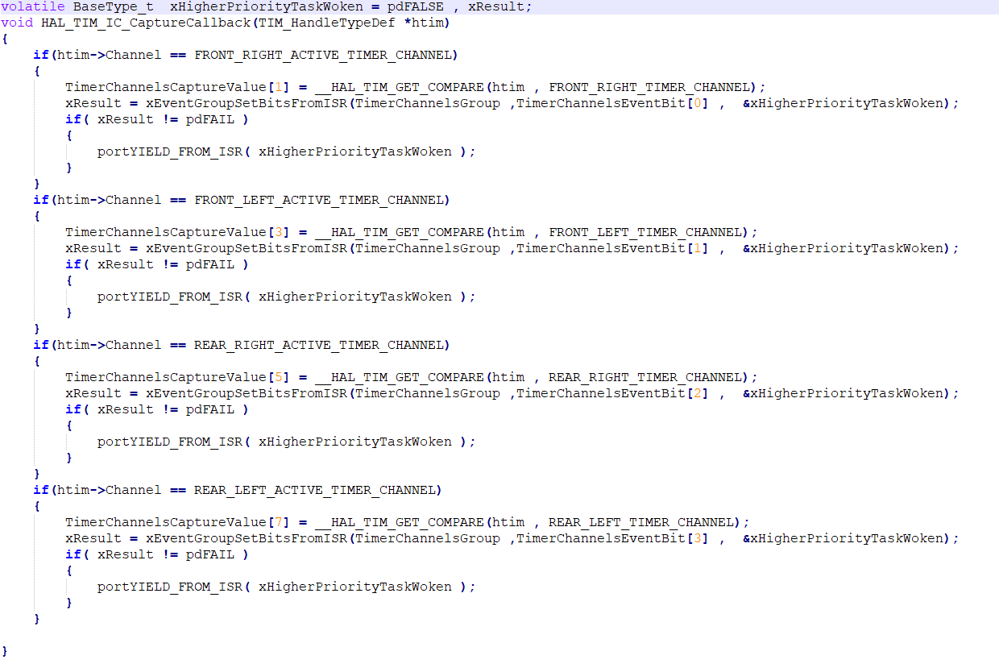 volatile BaseType_t  xHigherPriorityTaskWoken = pdFALSE , xResult;
void HAL_TIM_IC_CaptureCallback(TIM_HandleTypeDef *htim)
{
    if(htim->Channel == FRONT_RIGHT_ACTIVE_TIMER_CHANNEL)
    {
        TimerChannelsCaptureValue[1] = __HAL_TIM_GET_COMPARE(htim , FRONT_RIGHT_TIMER_CHANNEL);
        xResult = xEventGroupSetBitsFromISR(TimerChannelsGroup ,TimerChannelsEventBit[0] ,  &xHigherPriorityTaskWoken);
        if( xResult != pdFAIL )
        {
            portYIELD_FROM_ISR( xHigherPriorityTaskWoken );
        }
    }
    if(htim->Channel == FRONT_LEFT_ACTIVE_TIMER_CHANNEL)
    {
        TimerChannelsCaptureValue[3] = __HAL_TIM_GET_COMPARE(htim , FRONT_LEFT_TIMER_CHANNEL);
        xResult = xEventGroupSetBitsFromISR(TimerChannelsGroup ,TimerChannelsEventBit[1] ,  &xHigherPriorityTaskWoken);
        if( xResult != pdFAIL )
        {
            portYIELD_FROM_ISR( xHigherPriorityTaskWoken );
        }
    }
    if(htim->Channel == REAR_RIGHT_ACTIVE_TIMER_CHANNEL)
    {
        TimerChannelsCaptureValue[5] = __HAL_TIM_GET_COMPARE(htim , REAR_RIGHT_TIMER_CHANNEL);
        xResult = xEventGroupSetBitsFromISR(TimerChannelsGroup ,TimerChannelsEventBit[2] ,  &xHigherPriorityTaskWoken);
        if( xResult != pdFAIL )
        {
            portYIELD_FROM_ISR( xHigherPriorityTaskWoken );
        }
    }
    if(htim->Channel == REAR_LEFT_ACTIVE_TIMER_CHANNEL)
    {
        TimerChannelsCaptureValue[7] = __HAL_TIM_GET_COMPARE(htim , REAR_LEFT_TIMER_CHANNEL);
        xResult = xEventGroupSetBitsFromISR(TimerChannelsGroup ,TimerChannelsEventBit[3] ,  &xHigherPriorityTaskWoken);
        if( xResult != pdFAIL )
        {
            portYIELD_FROM_ISR( xHigherPriorityTaskWoken );
        }
    }

}